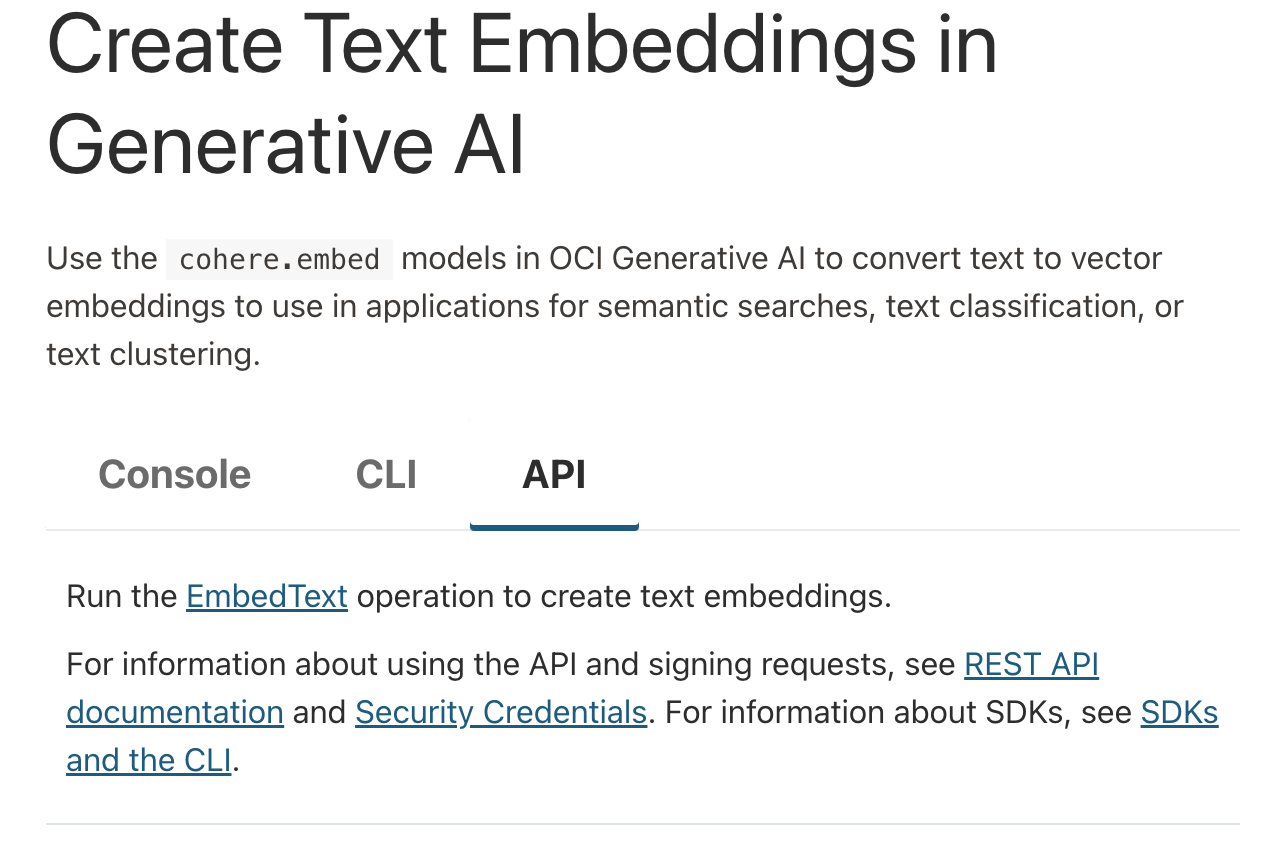 Create Text Embeddings in
Generative AI
Use the cohere.embed models in OCI Generative AI to convert text to vector
embeddings to use in applications for semantic searches, text classification, or
text clustering.
Console CLI API
Run the EmbedText operation to create text embeddings.
For information about using the API and signing requests, see REST API
documentation and Security Credentials. For information about SDKs, see SDKs
and the CLI.